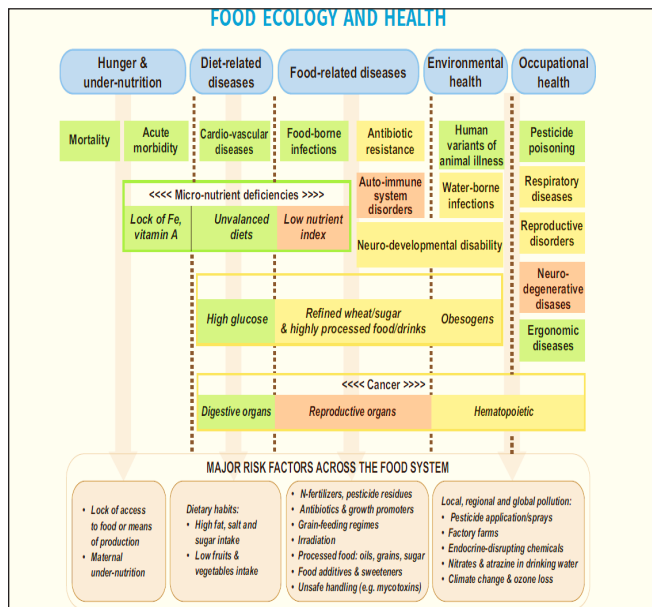 FOOD ECOLOGY AND HEALTH
Hunger &
under-nutrition
Diet-related
diseases
Food-related diseases
Environmental
health
Occupational
health
Mortality
Acute
morbidity
Cardio-vascular
diseases
Food-borne
infections
Antibiotic
resistance
Human
variants of
animal illness
Pesticide
poisoning
<<<< Micro-nutrient deficiencies >>>>
Lock of Fe,
vitamin A
Unvalanced
diets
Low nutrient
index
Auto-immune
system
disorders
Water-borne
infections
Respiratory
diseases
Neuro-developmental disability
Reproductive
disorders
High glucose
Refined wheat/sugar
& highly processed food/drinks
Obesogens
Neuro-
degenerative
diseases
Ergonomic
diseases
<<<< Cancer >>>>
Digestive organs
Reproductive organs
Hematopoietic
MAJOR RISK FACTORS ACROSS THE FOOD SYSTEM
• Lock of access
to food or means
of production
• Maternal
under-nutrition
Dietary habits:
• High fat, salt and
sugar intake
• Low fruits &
vegetables intake
• N-fertilizers, pesticide residues
• Antibiotics & growth promoters
• Grain-feeding regimes
• Irradiation
• Processed food: oils, grains, sugar
• Food additives & sweeteners
• Unsafe handling (e.g. mycotoxins)
Local, regional and global pollution:
• Pesticide application/sprays
• Factory farms
• Endocrine-disrupting chemicals
• Nitrates & atrazine in drinking water
• Climate change & ozone loss